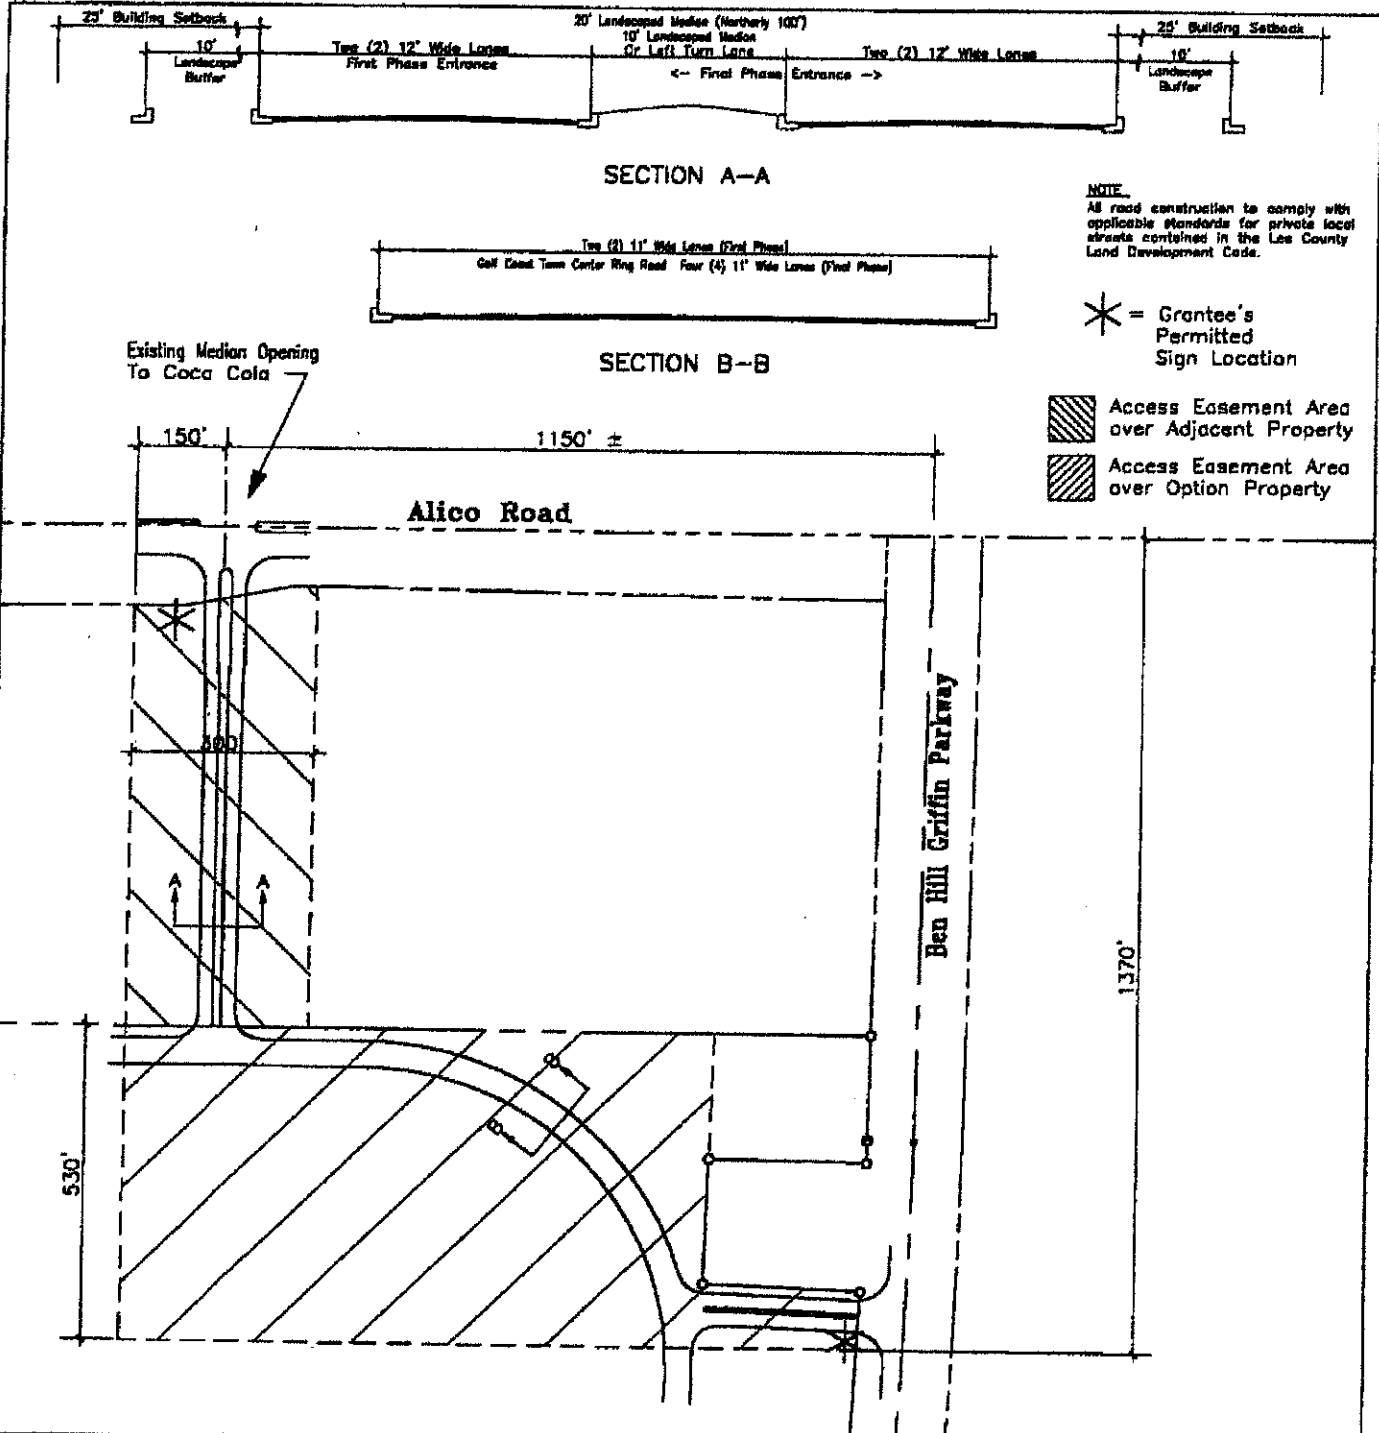 25' Building Setback
20' Landscaped Median (Northerly 100')
10' Landscaped Median
Or Left Turn Lane
25' Building Setback
10'
Landscape
Buffer
Two (2) 12' Wide Lanes
First Phase Entrance
<-- Final Phase Entrance -->
Two (2) 12' Wide Lanes
10'
Landscape
Buffer
SECTION A-A
NOTE
All road construction to comply with
applicable standards for private local
streets contained in the Lee County
Land Development Code.
Two (2) 11' Wide Lanes (First Phase)
Gulf Coast Town Center Ring Road Four (4) 11' Wide Lanes (Final Phase)
SECTION B-B
= Grantee's
Permitted
Sign Location
Existing Median Opening
To Coca Cola
Access Easement Area
over Adjacent Property
Access Easement Area
over Option Property
150'
1150' ±
Alico Road
300
Ben Hill Griffin Parkway
A
A
1370'
B
B
530'